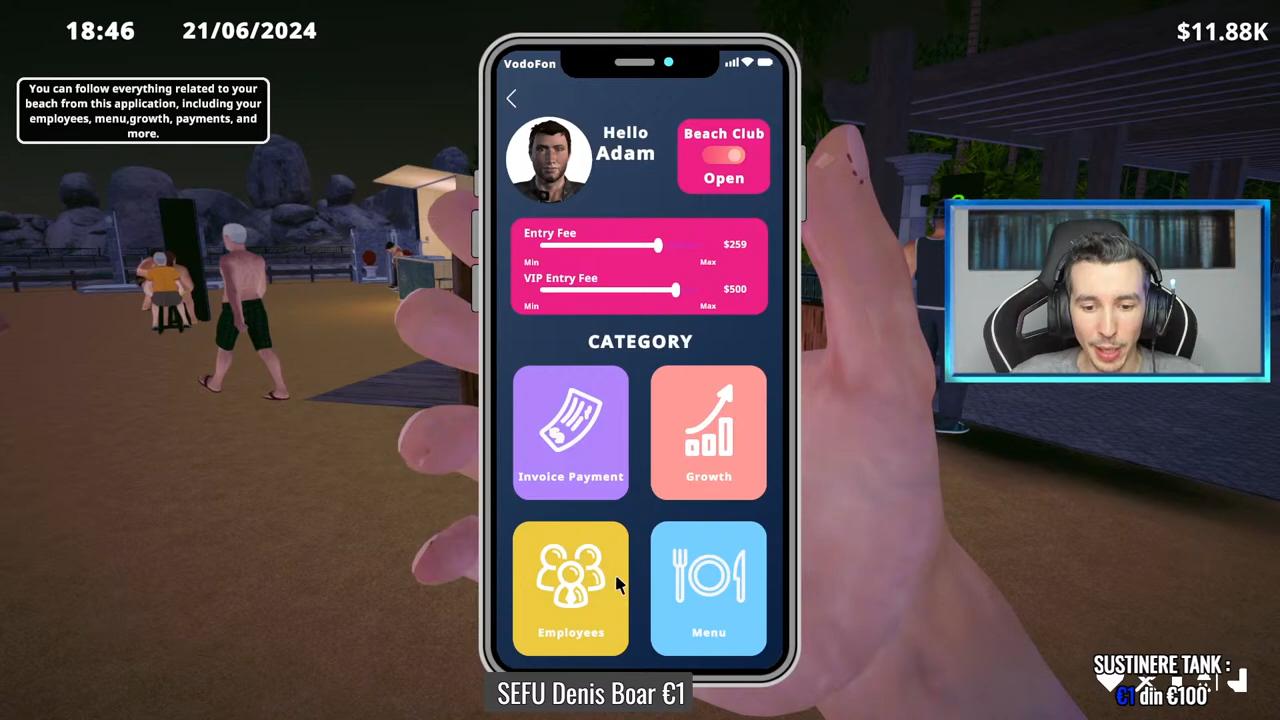 18:46
21/06/2024
$11.88K
You can follow everything related to your
beach from this application, including your
employees, menu,growth, payments, and
more.
VodoFon
Hello
Adam
Beach Club
Open
Entry Fee
$259
Min
Max
VIP Entry Fee
$500
Min
Max
CATEGORY
Invoice Payment
Growth
Employees
Menu
SEFU Denis Boar €1
SUSTINERE TANK :
€1 din €100